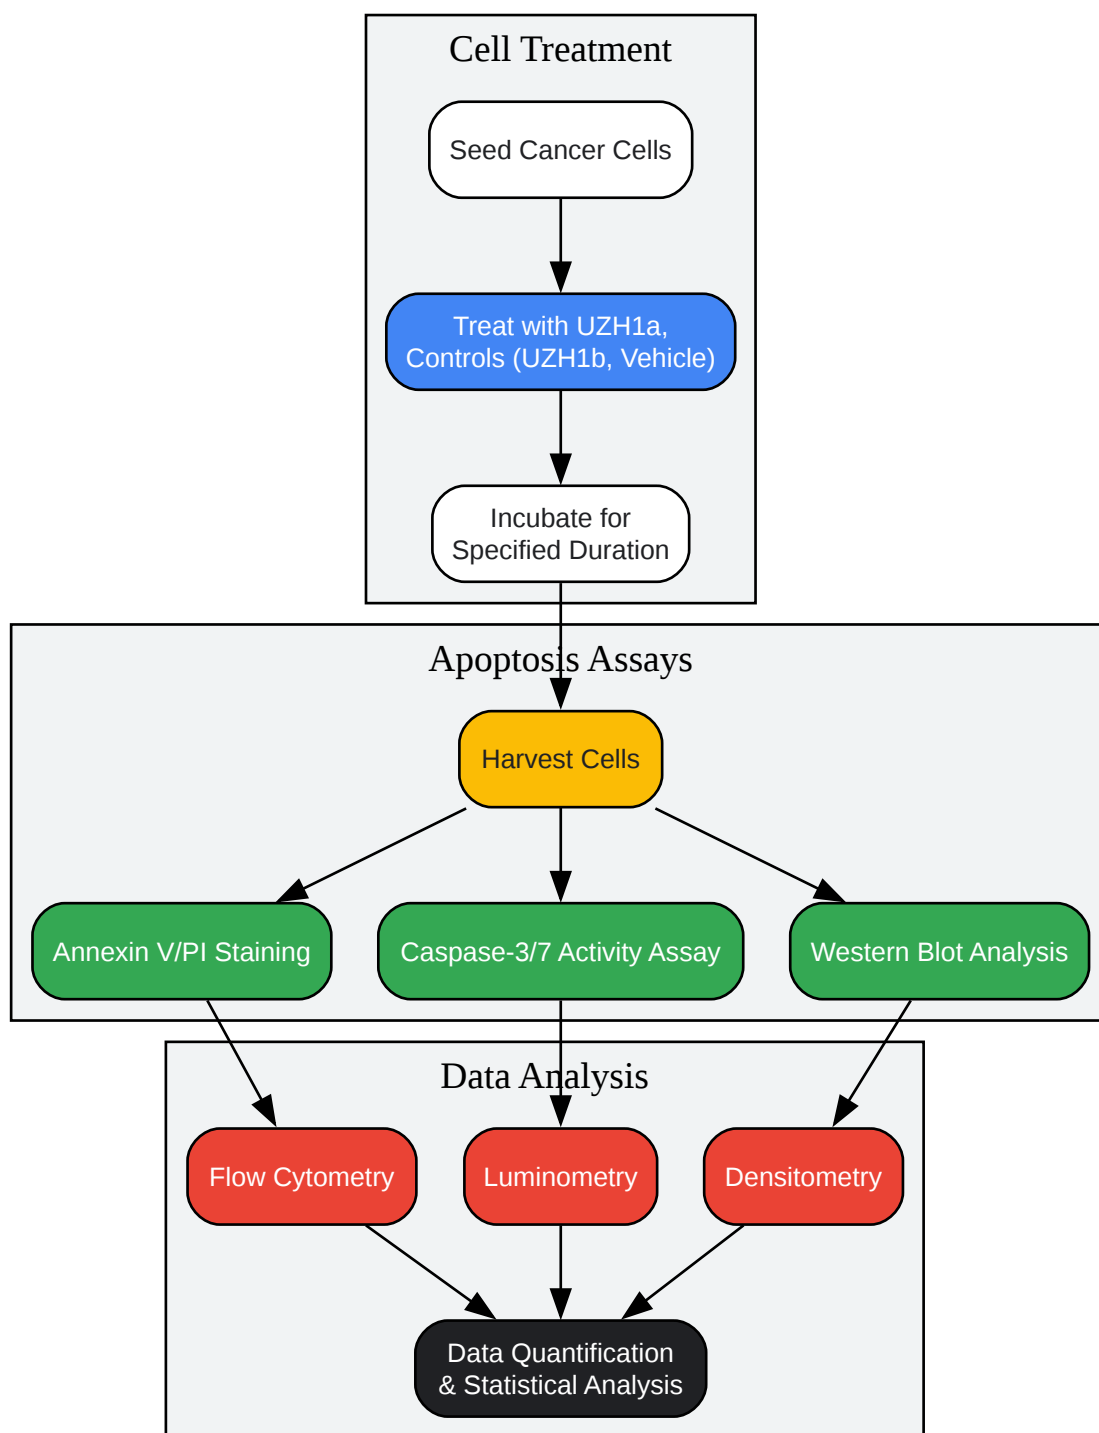 Cell Treatment
Seed Cancer Cells
Treat with UZH1a,
Controls (UZH1b, Vehicle)
Incubate for
Specified Duration
Apoptosis Assays
Harvest Cells
Annexin V/PI Staining
Caspase-3/7 Activity Assay
Western Blot Analysis
Data Analysis
Flow Cytometry
Luminometry
Densitometry
Data Quantification
& Statistical Analysis